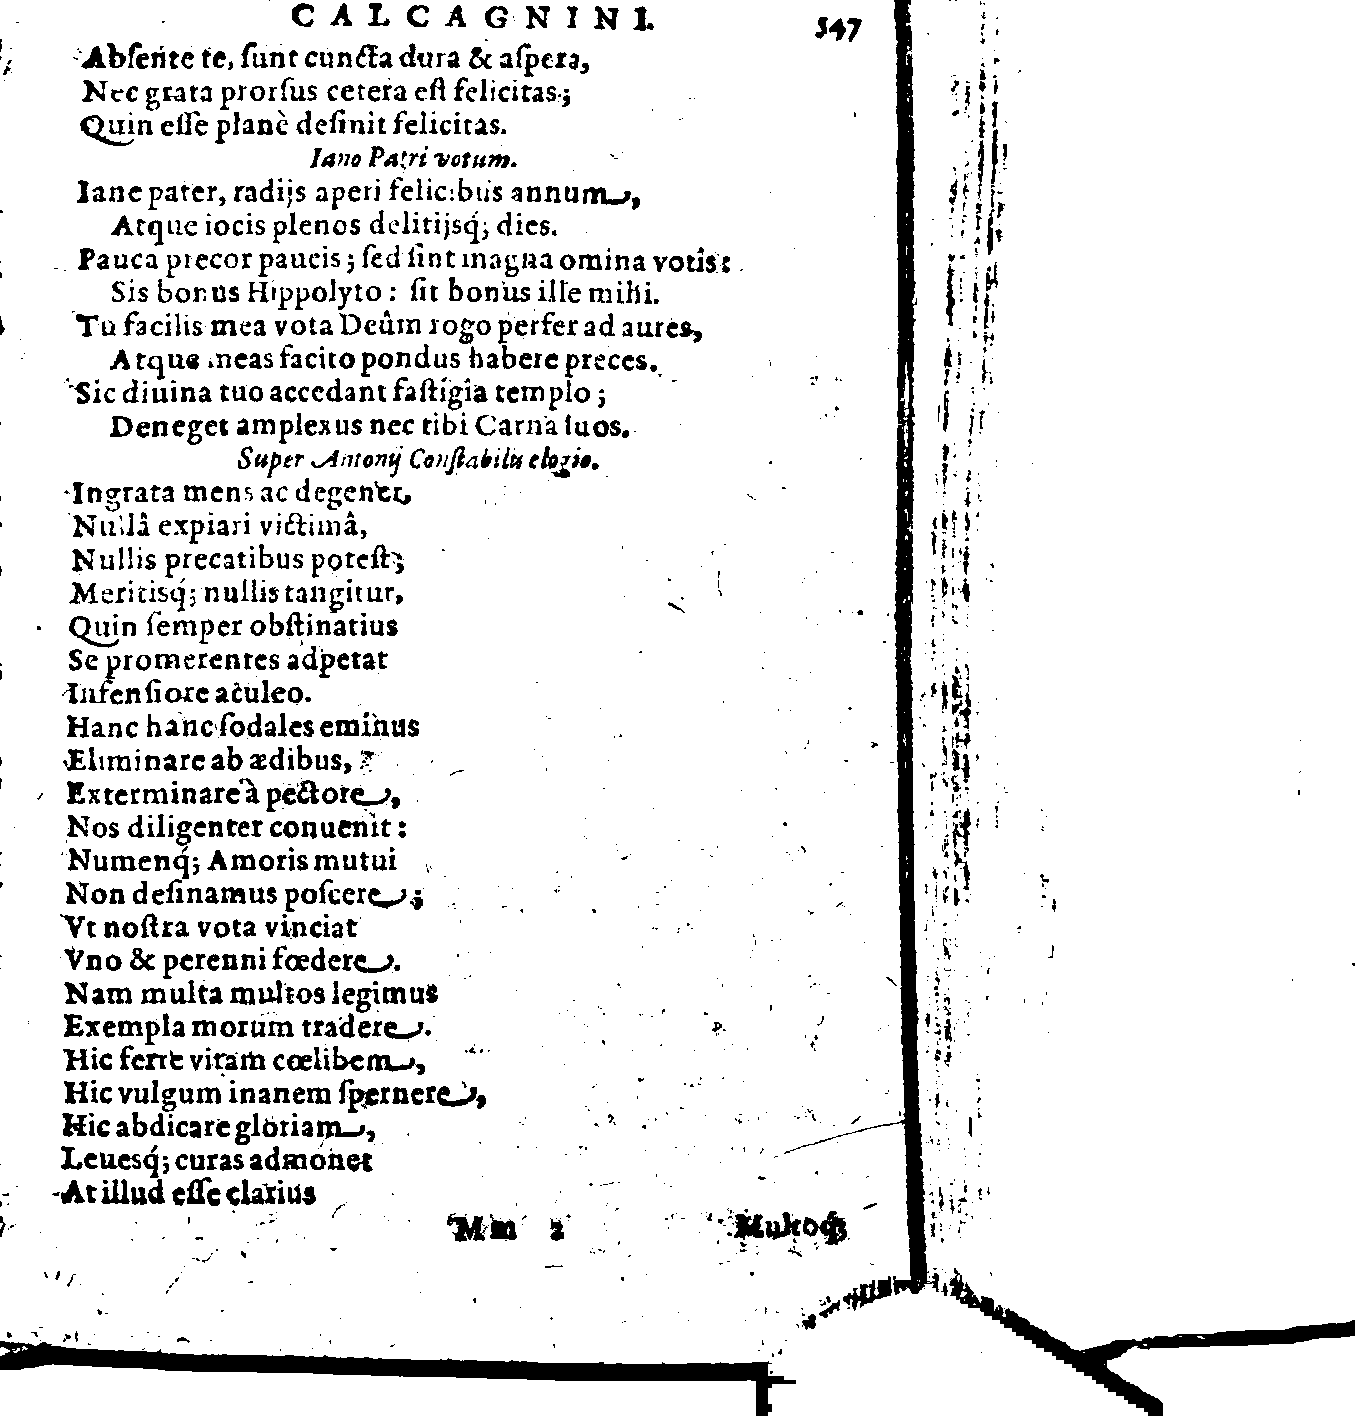 CALCAGNINI. 547
Absente te, sunt cuncta dura & aspera,
Nec grata prorsus cetera est felicitas;
Quin esse planè desinit felicitas.
Iano Patri votum.
Iane pater, radijs aperi felicibus annum,
Atque iocis plenos delitijsq́; dies.
Pauca precor paucis; sed sint magna omina votis:
Sis bonus Hippolyto: sit bonus ille mihi.
Tu facilis mea vota Deûm rogo perfer ad aures,
Atque meas facito pondus habere preces.
Sic diuina tuo accedant fastigia templo;
Deneget amplexus nec tibi Carna suos.
Super Antonij Constabilis elogio.
Ingrata mens ac degener,
Nullâ expiari victimâ,
Nullis precatibus potest;
Meritisq́; nullis tangitur,
Quin semper obstinatius
Se promerentes adpetat
Infensiore aculeo.
Hanc hanc sodales eminus
Eliminare ab ædibus,
Exterminare à pectore,
Nos diligenter conuenit:
Numenq́; Amoris mutui
Non desinamus poscere;
Vt nostra vota vinciat
Vno & perenni fœdere.
Nam multa multos legimus
Exempla morum tradere.
Hic ferre vitam cœlibem,
Hic vulgum inanem spernere,
Hic abdicare gloriam,
Leuesq́; curas admonet
At illud esse clarius
Mm 2 Multoq́;